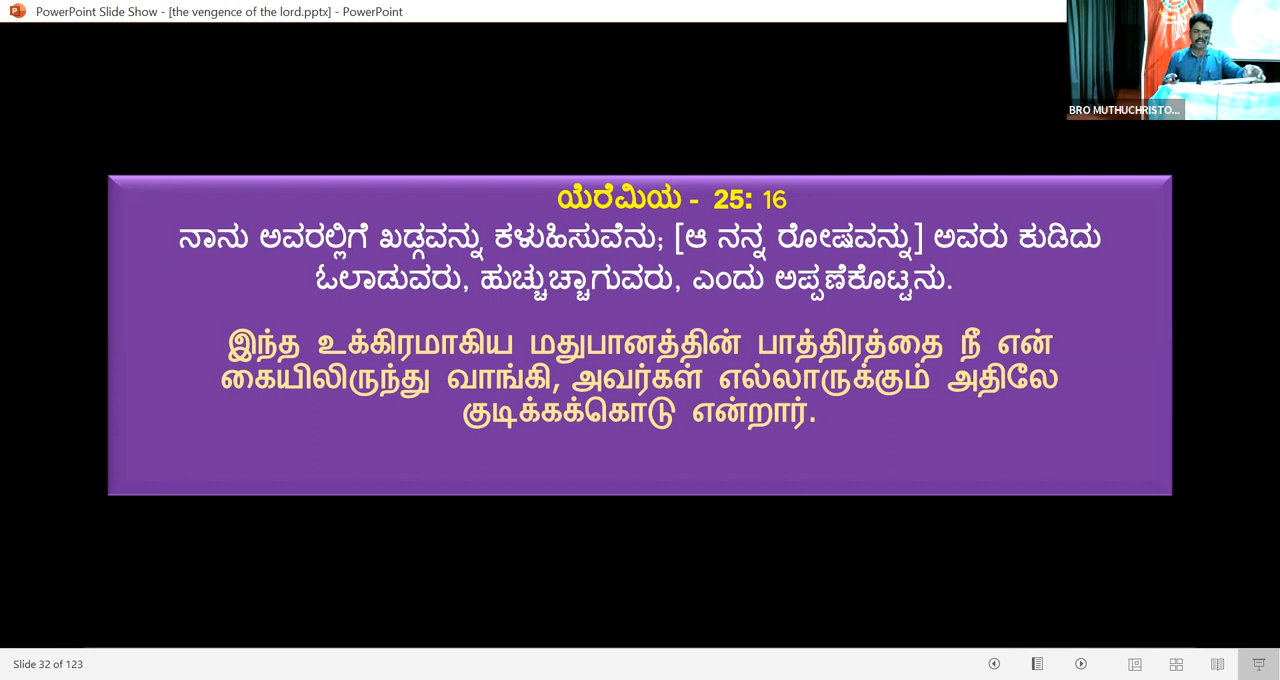 PowerPoint Slide Show - [the vengence of the lord.pptx] - PowerPoint
BRO MUTHUCHRISTO...
ಯೆರೆಮಿಯ - 25: 16
ನಾನು ಅವರಲ್ಲಿಗೆ ಖಡ್ಗವನ್ನು ಕಳುಹಿಸುವೆನು; [ಆ ನನ್ನ ರೋಷವನ್ನು] ಅವರು ಕುಡಿದು
ಓಲಾಡುವರು, ಹುಚ್ಚುಚ್ಚಾಗುವರು, ಎಂದು ಅಪ್ಪಣೆಕೊಟ್ಟನು.
இந்த உக்கிரமாகிய மதுபானத்தின் பாத்திரத்தை நீ என்
கையிலிருந்து வாங்கி, அவர்கள் எல்லாருக்கும் அதிலே
குடிக்கக்கொடு என்றார்.
Slide 32 of 123